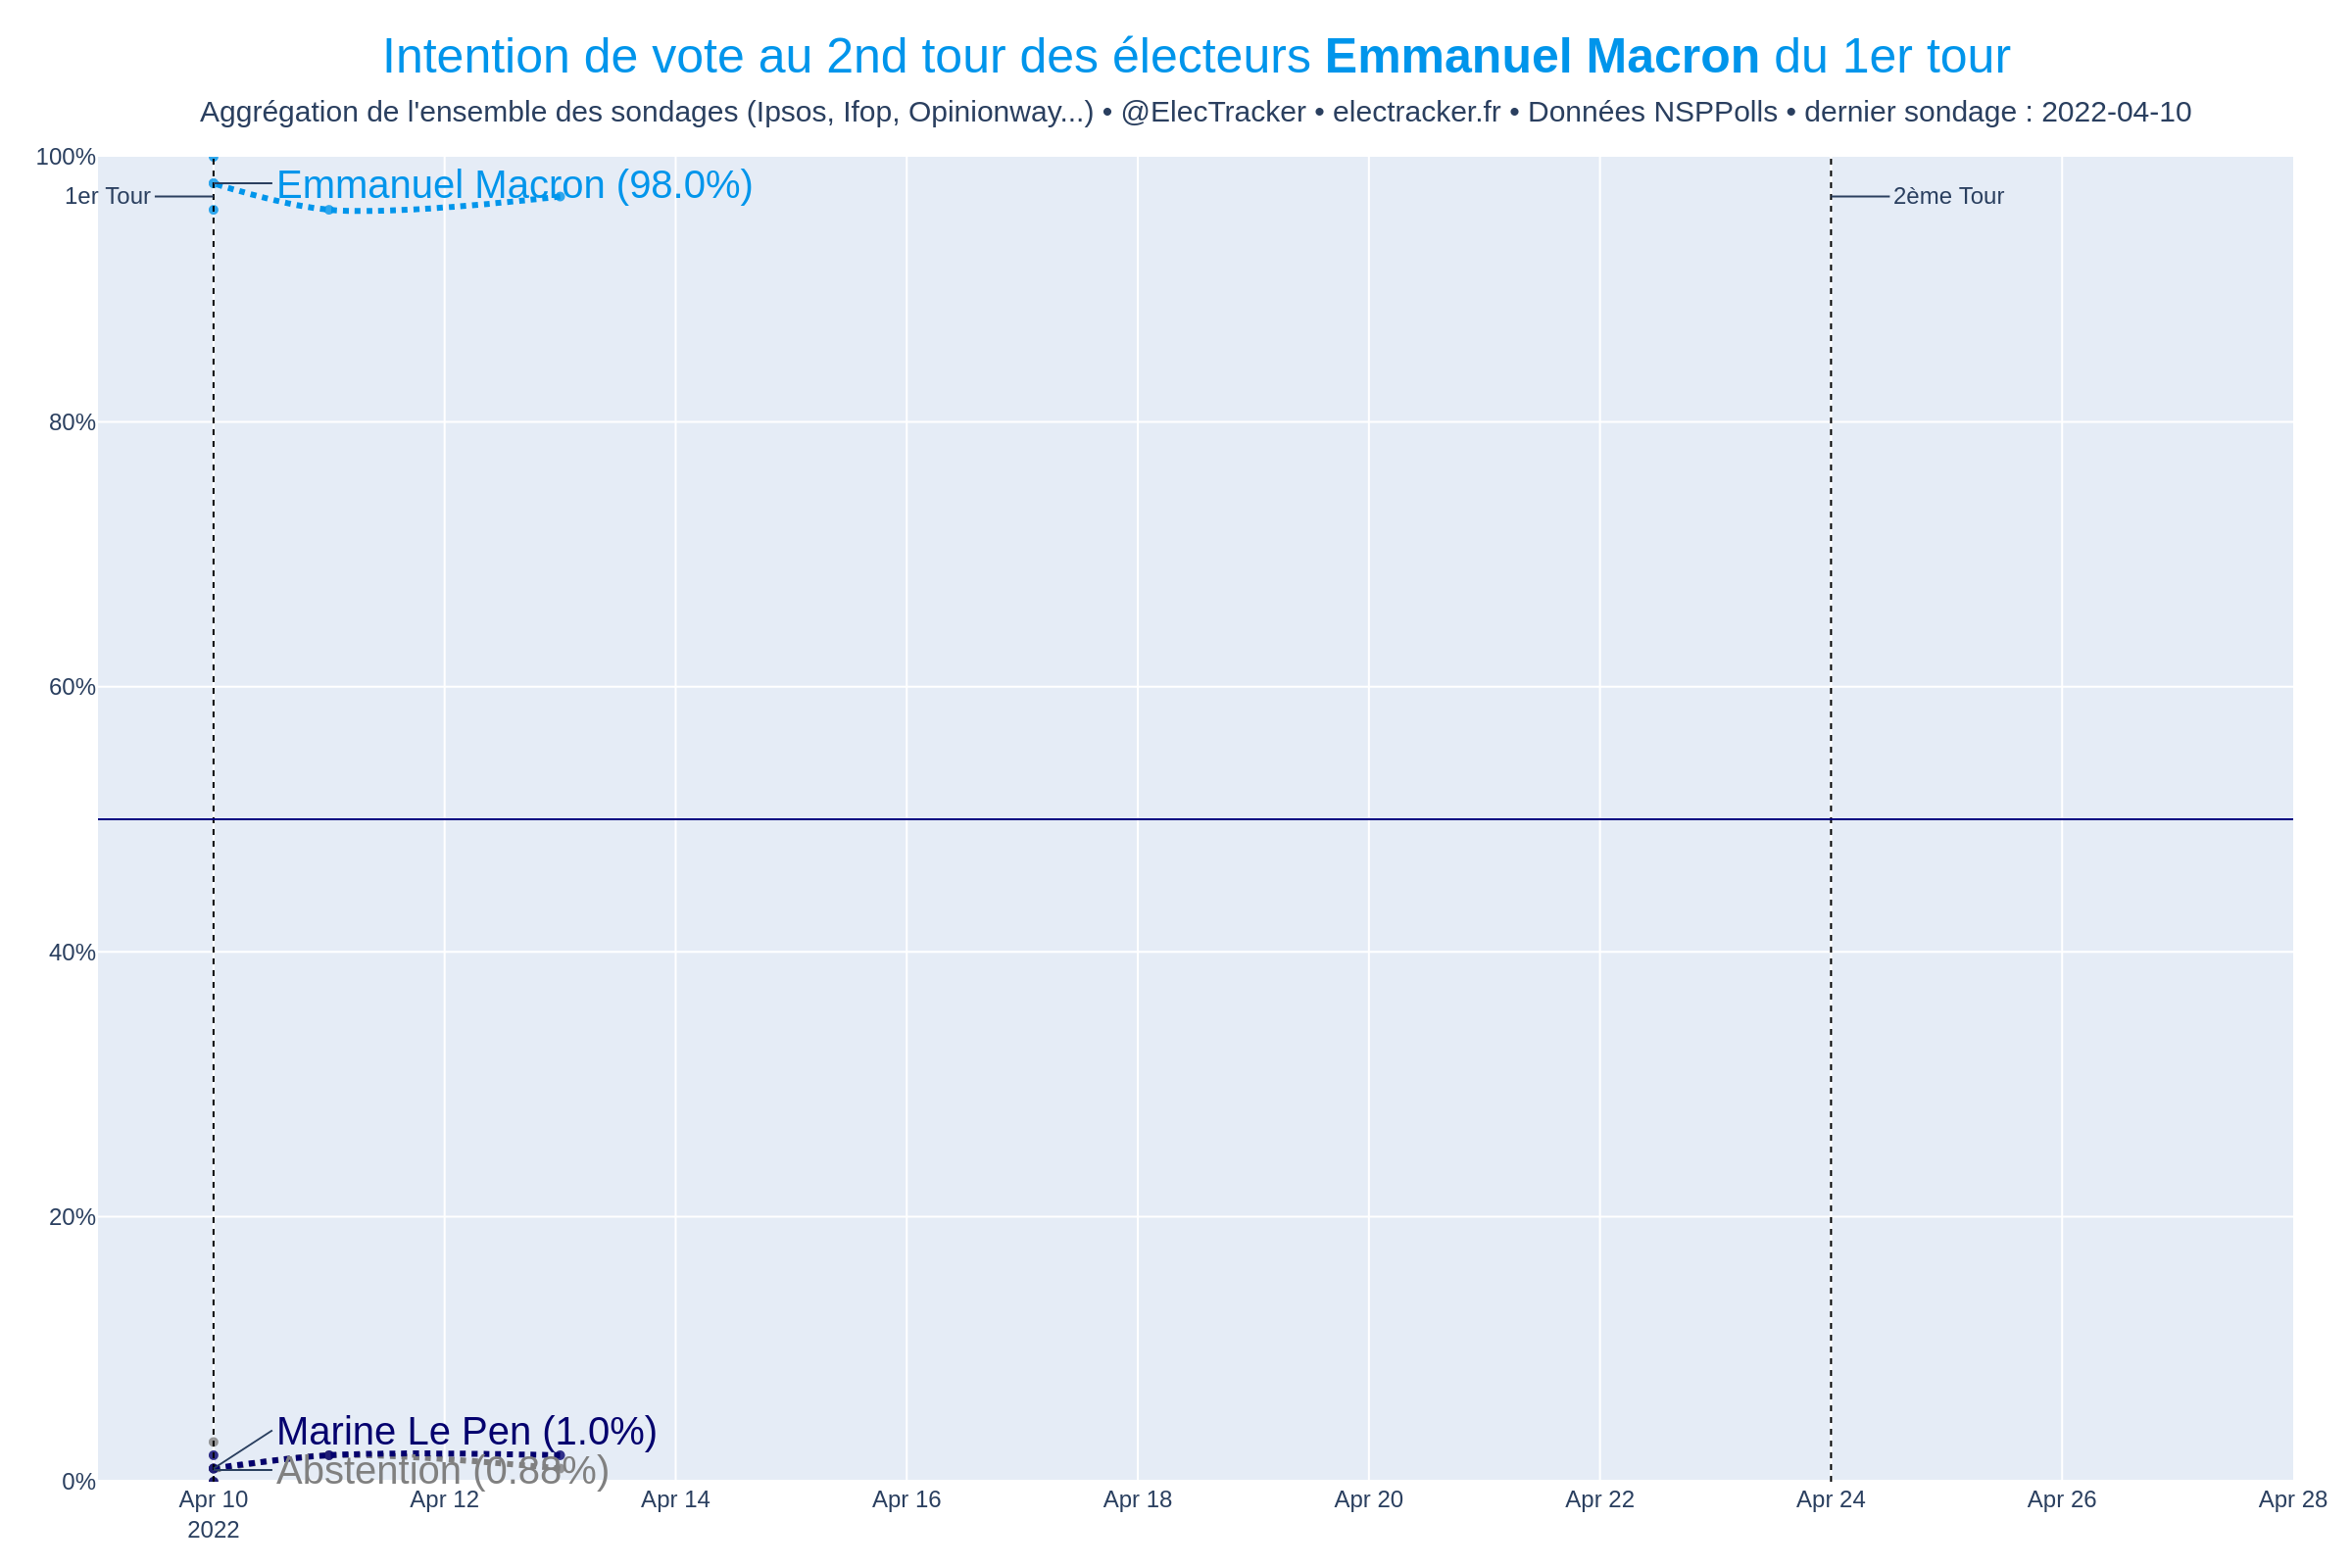 Intention de vote au 2nd tour des électeurs Emmanuel Macron du 1er tour
Aggrégation de l'ensemble des sondages (Ipsos, Ifop, Opinionway...) • @ElecTracker • electracker.fr • Données NSPPolls • dernier sondage : 2022-04-10
100%
Emmanuel Macron (98.0%)
1er Tour
2ème Tour
80%
60%
40%
20%
Marine Le Pen (1.0%)
Abstention (0.88%)
0%
Apr 10
2022
Apr 12
Apr 14
Apr 16
Apr 18
Apr 20
Apr 22
Apr 24
Apr 26
Apr 28